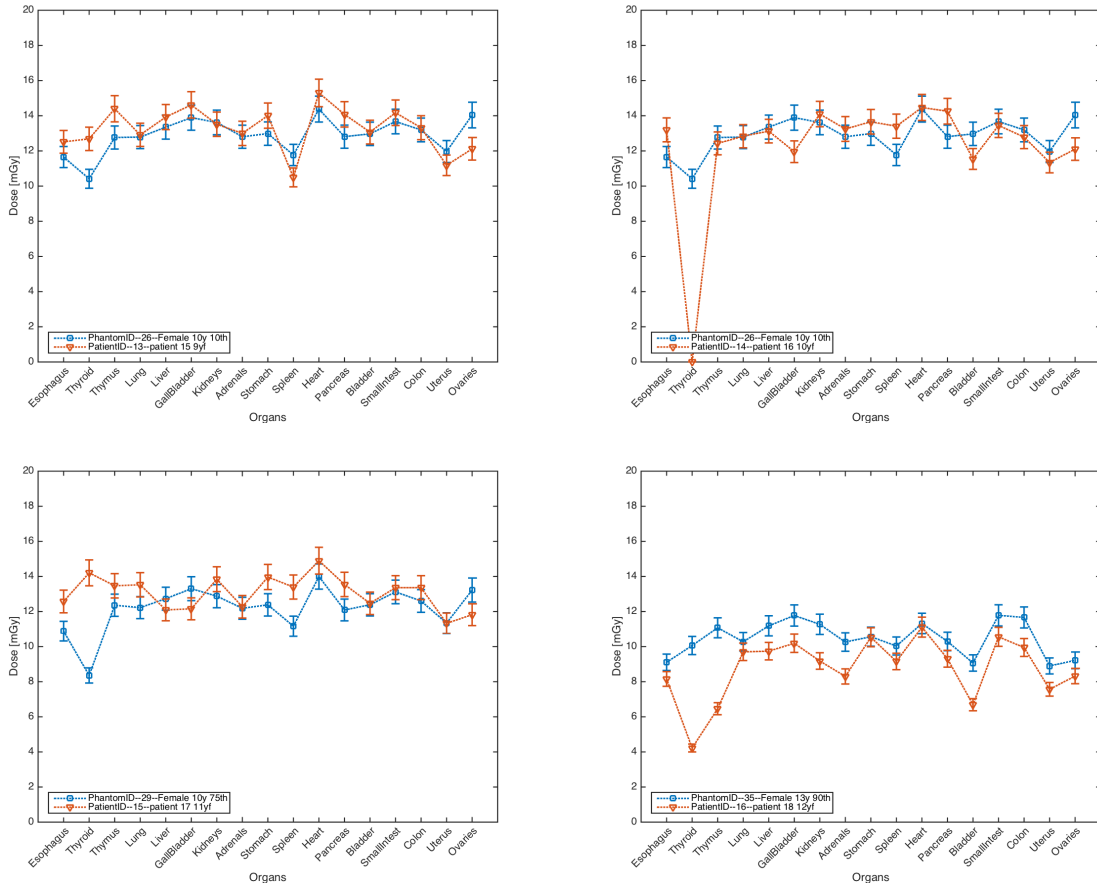 20
18
16
14
12
10
8
6
4
2
0
Dose [mGy]
PhantomID--26--Female 10y 10th
PatientID--13--patient 15 9yf
Esophagus
Thyroid
Thymus
Lung
Liver
GallBladder
Kidneys
Adrenals
Stomach
Spleen
Heart
Pancreas
Bladder
SmallIntest
Colon
Uterus
Ovaries
Organs
20
18
16
14
12
10
8
6
4
2
0
Dose [mGy]
PhantomID--26--Female 10y 10th
PatientID--14--patient 16 10yf
Esophagus
Thyroid
Thymus
Lung
Liver
GallBladder
Kidneys
Adrenals
Stomach
Spleen
Heart
Pancreas
Bladder
SmallIntest
Colon
Uterus
Ovaries
Organs
20
18
16
14
12
10
8
6
4
2
0
Dose [mGy]
PhantomID--29--Female 10y 75th
PatientID--15--patient 17 11yf
Esophagus
Thyroid
Thymus
Lung
Liver
GallBladder
Kidneys
Adrenals
Stomach
Spleen
Heart
Pancreas
Bladder
SmallIntest
Colon
Uterus
Ovaries
Organs
20
18
16
14
12
10
8
6
4
2
0
Dose [mGy]
PhantomID--35--Female 13y 90th
PatientID--16--patient 18 12yf
Esophagus
Thyroid
Thymus
Lung
Liver
GallBladder
Kidneys
Adrenals
Stomach
Spleen
Heart
Pancreas
Bladder
SmallIntest
Colon
Uterus
Ovaries
Organs